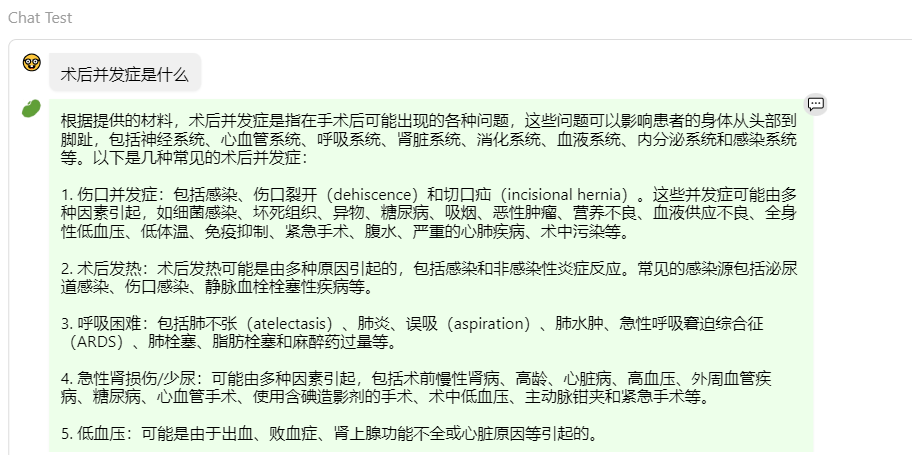 Chat Test
术后并发症是什么
根据提供的材料，术后并发症是指在手术后可能出现的各种问题，这些问题可以影响患者的身体从头部到
脚趾，包括神经系统、心血管系统、呼吸系统、肾脏系统、消化系统、血液系统、内分泌系统和感染系统
等。以下是几种常见的术后并发症：
1. 伤口并发症：包括感染、伤口裂开（dehiscence）和切口疝（incisional hernia）。这些并发症可能由多
种因素引起，如细菌感染、坏死组织、异物、糖尿病、吸烟、恶性肿瘤、营养不良、血液供应不良、全身
性低血压、低体温、免疫抑制、紧急手术、腹水、严重的心肺疾病、术中污染等。
2. 术后发热：术后发热可能是由多种原因引起的，包括感染和非感染性炎症反应。常见的感染源包括泌尿
道感染、伤口感染、静脉血栓栓塞性疾病等。
3. 呼吸困难：包括肺不张（atelectasis）、肺炎、误吸（aspiration）、肺水肿、急性呼吸窘迫综合征
（ARDS）、肺栓塞、脂肪栓塞和麻醉药过量等。
4. 急性肾损伤/少尿：可能由多种因素引起，包括术前慢性肾病、高龄、心脏病、高血压、外周血管疾
病、糖尿病、心血管手术、使用含碘造影剂的手术、术中低血压、主动脉钳夹和紧急手术等。
5. 低血压：可能是由于出血、败血症、肾上腺功能不全或心脏原因等引起的。